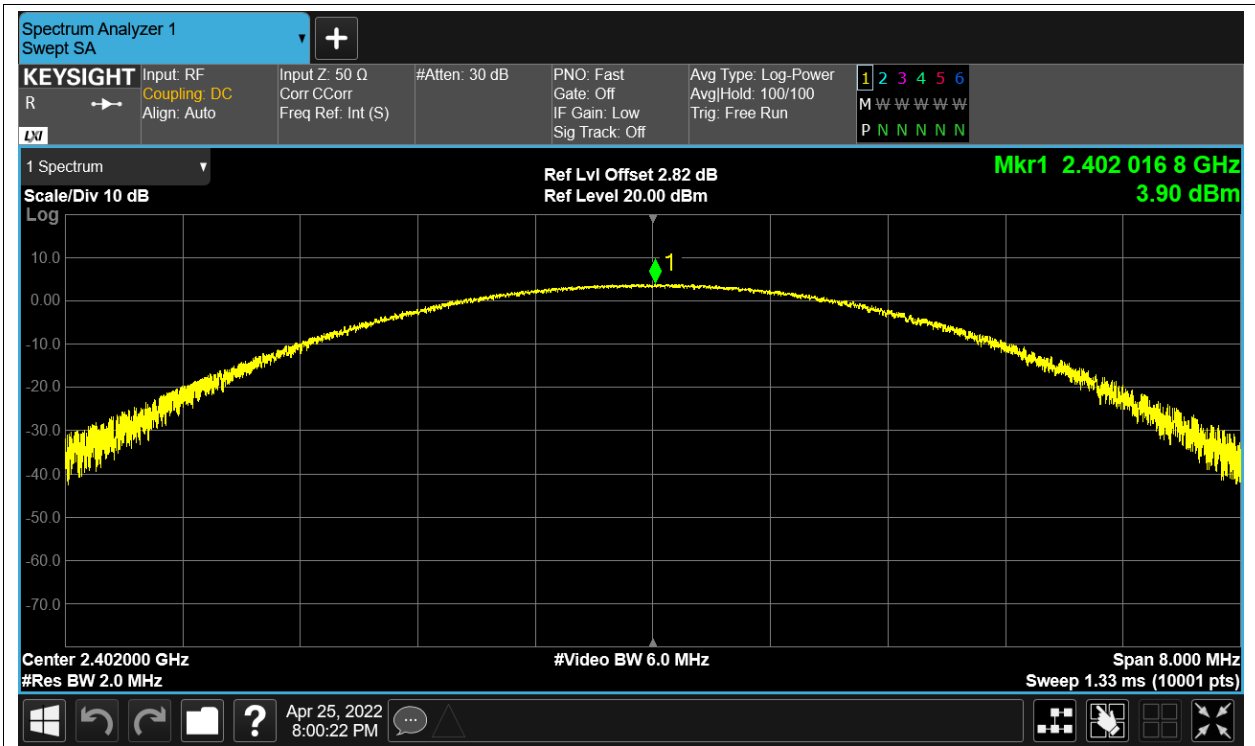 Spectrum Analyzer 1
Swept SA
KEYSIGHT
R
LXI
Input: RF
Coupling: DC
Align: Auto
Input Z: 50 Ω
Corr CCorr
Freq Ref: Int (S)
#Atten: 30 dB
PNO: Fast
Gate: Off
IF Gain: Low
Sig Track: Off
Avg Type: Log-Power
Avg|Hold: 100/100
Trig: Free Run
1 2 3 4 5 6
M W W W W W
P N N N N N
1 Spectrum
Scale/Div 10 dB
Ref Lvl Offset 2.82 dB
Ref Level 20.00 dBm
Mkr1 2.402 016 8 GHz
3.90 dBm
Log
1
10.0
0.00
-10.0
-20.0
-30.0
-40.0
-50.0
-60.0
-70.0
Center 2.402000 GHz
#Video BW 6.0 MHz
Span 8.000 MHz
#Res BW 2.0 MHz
Sweep 1.33 ms (10001 pts)
?
Apr 25, 2022
8:00:22 PM